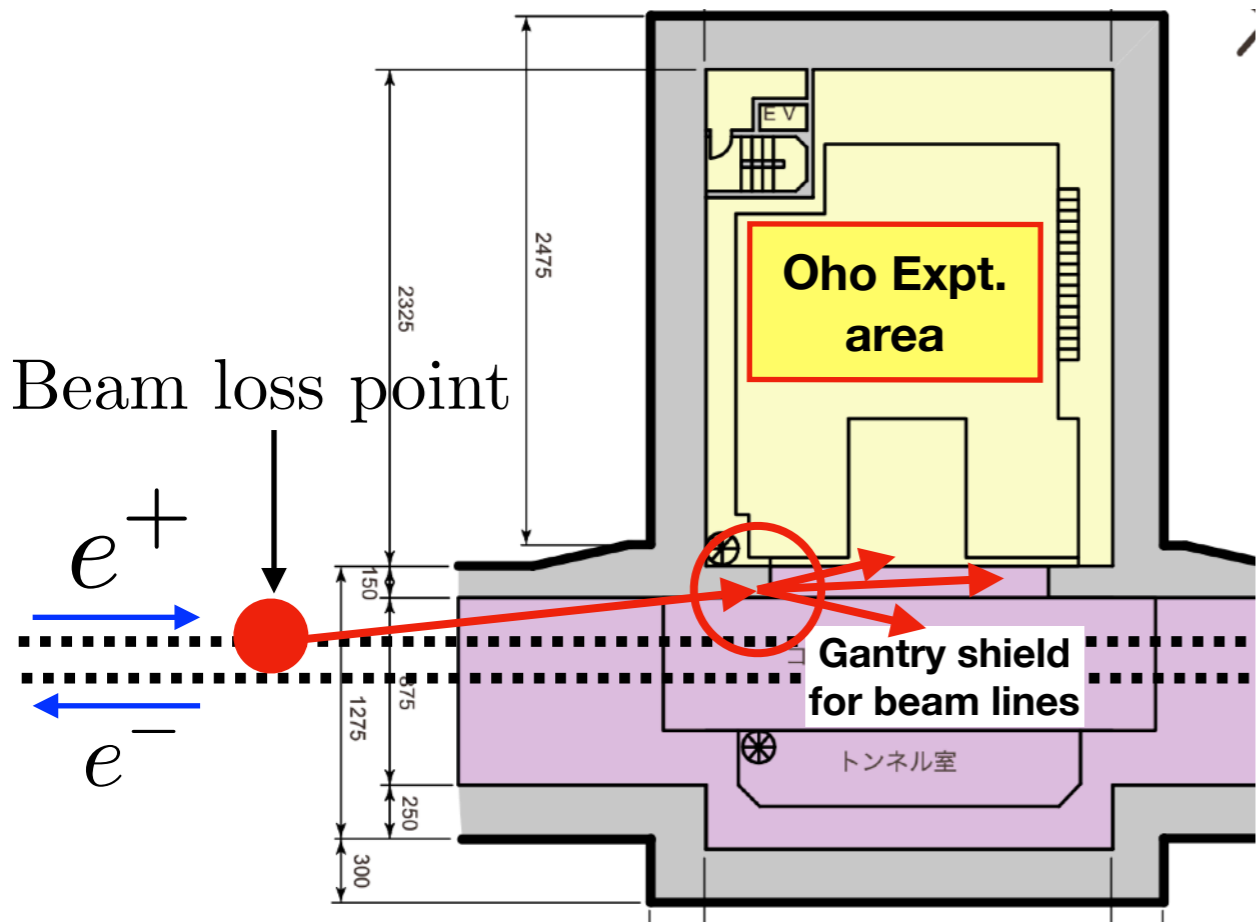 EV
2475
2325
Oho Expt.
area
Beam loss point
e+
150
Gantry shield
for beam lines
875
1275
e−
トンネル室
250
300